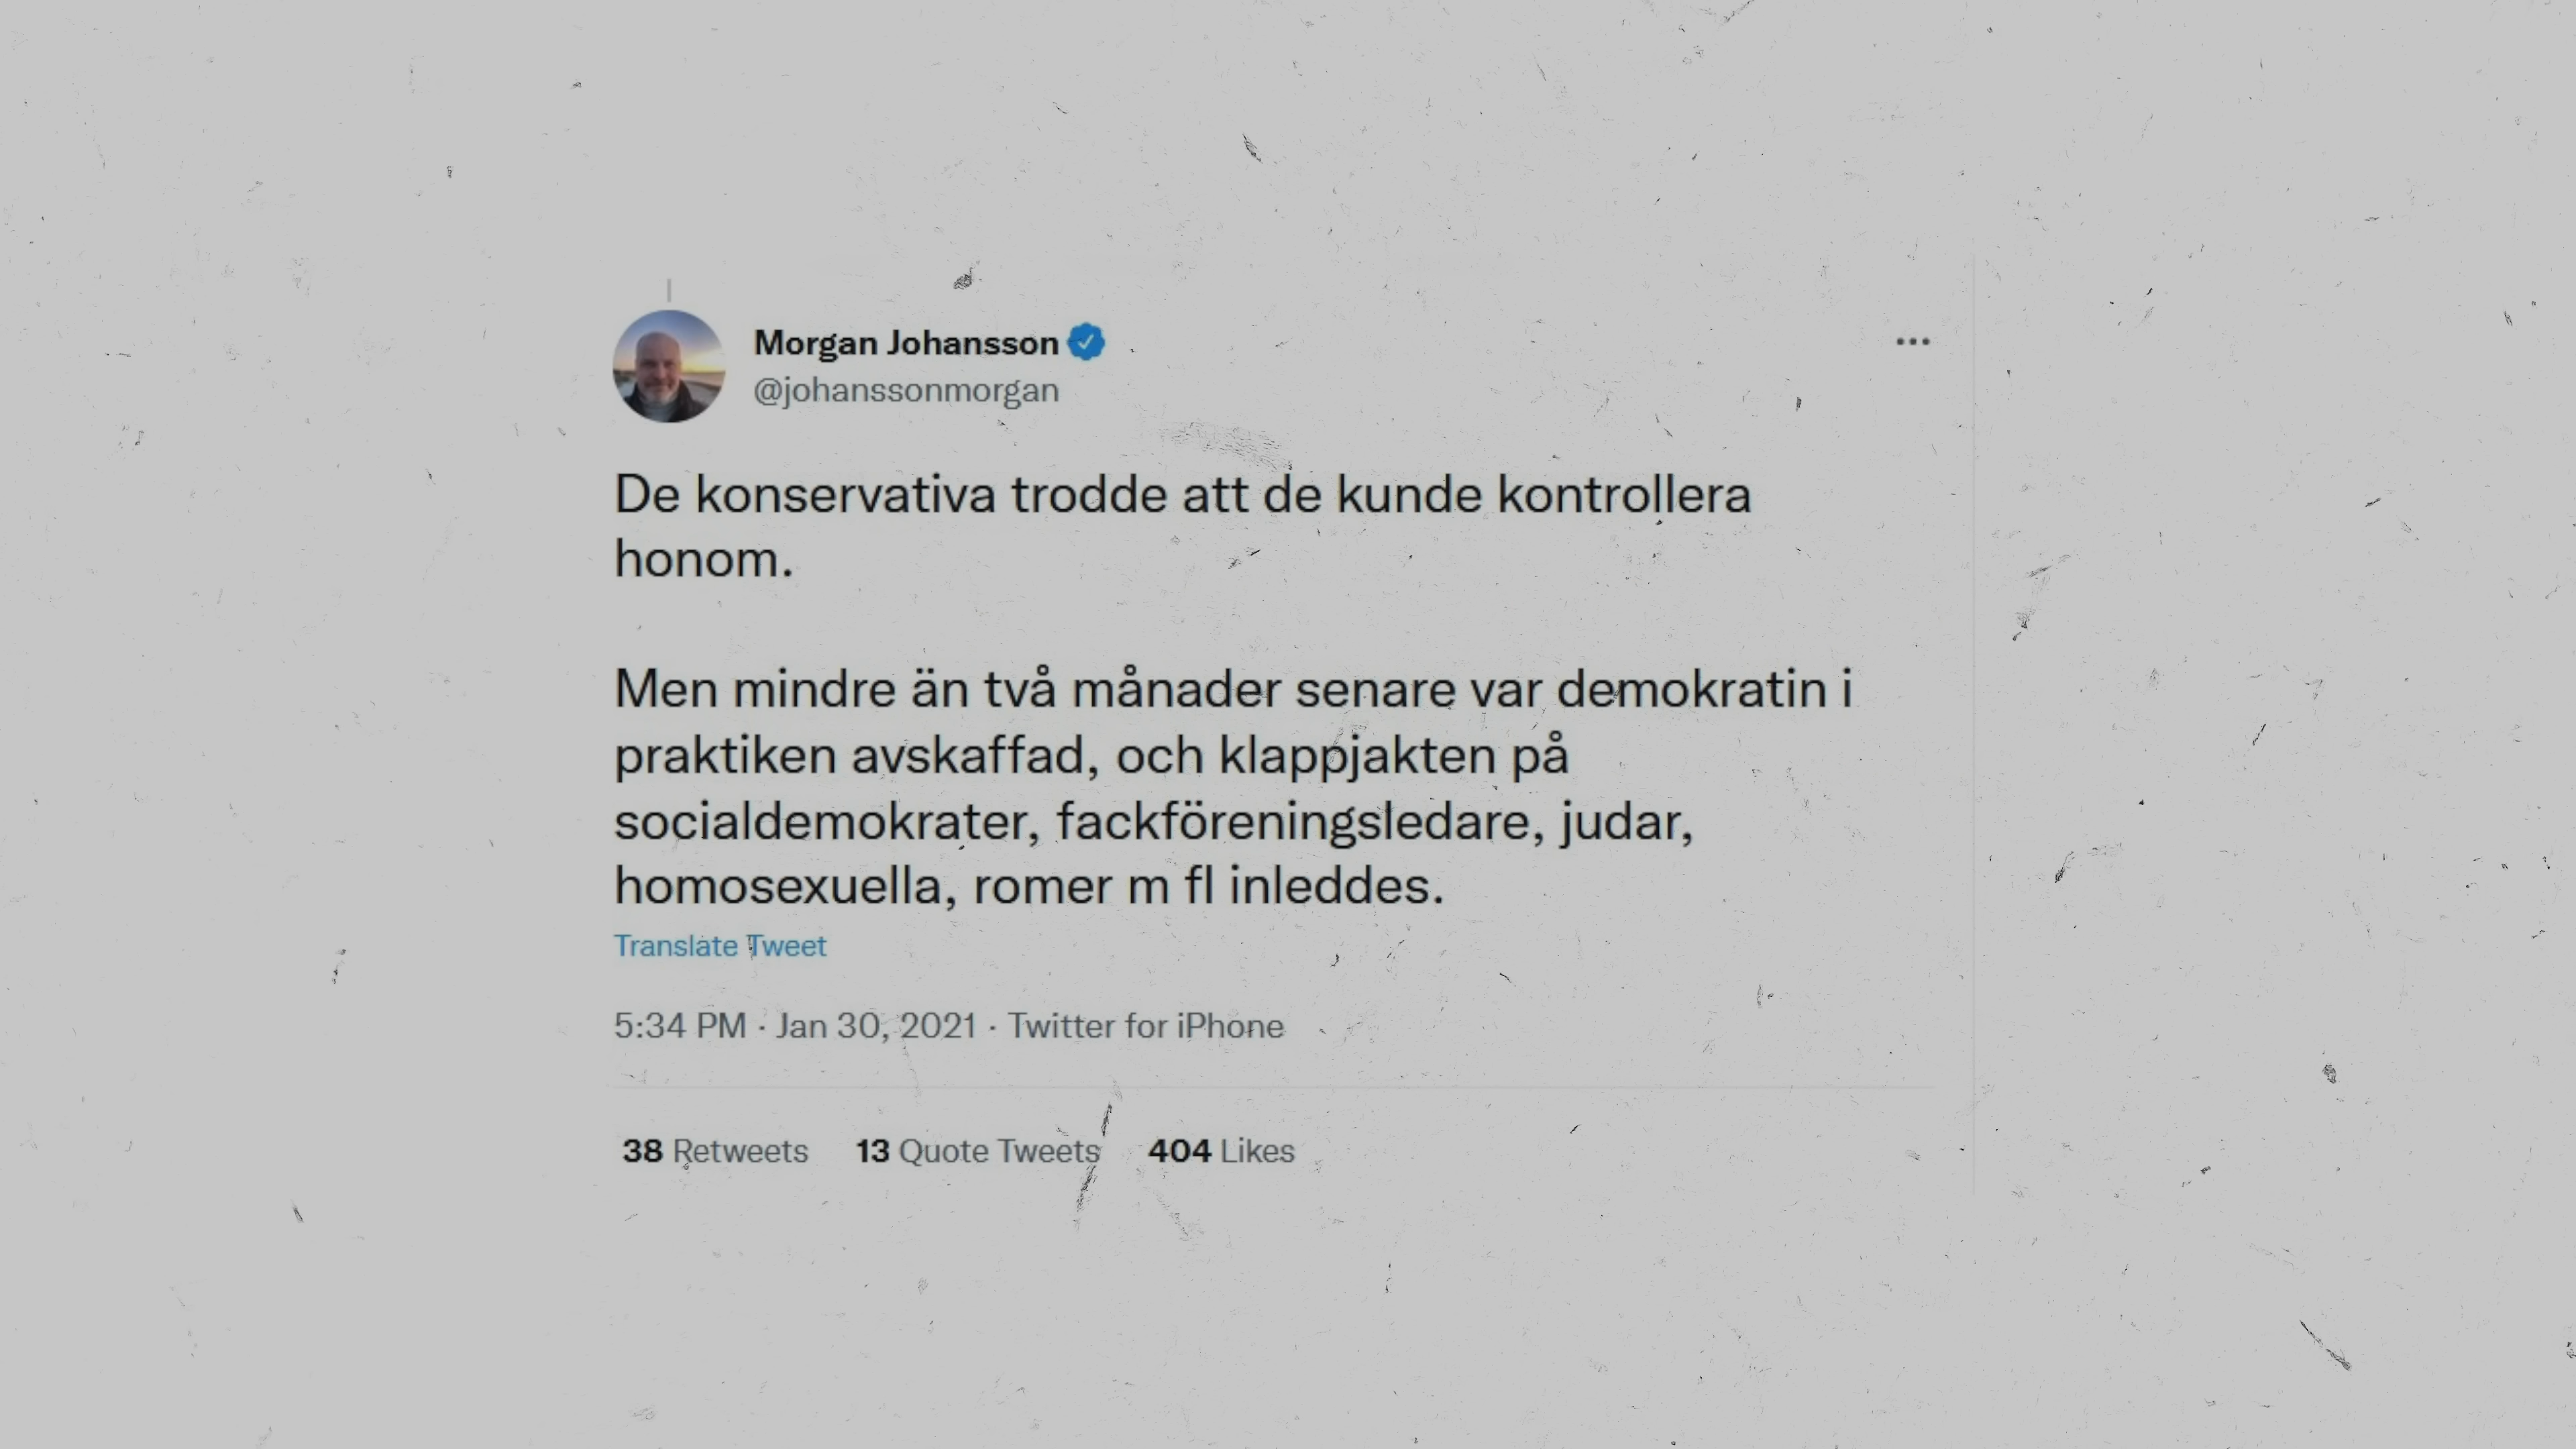 Morgan Johansson
@johanssonmorgan
De konservativa trodde att de kunde kontrollera
honom.
Men mindre än två månader senare var demokratin i
praktiken avskaffad, och klappjakten på
socialdemokrater, fackföreningsledare, judar,
homosexuella, romer m fl inleddes.
Translate Tweet
5:34 PM · Jan 30, 2021 · Twitter for iPhone
38 Retweets 13 Quote Tweets 404 Likes